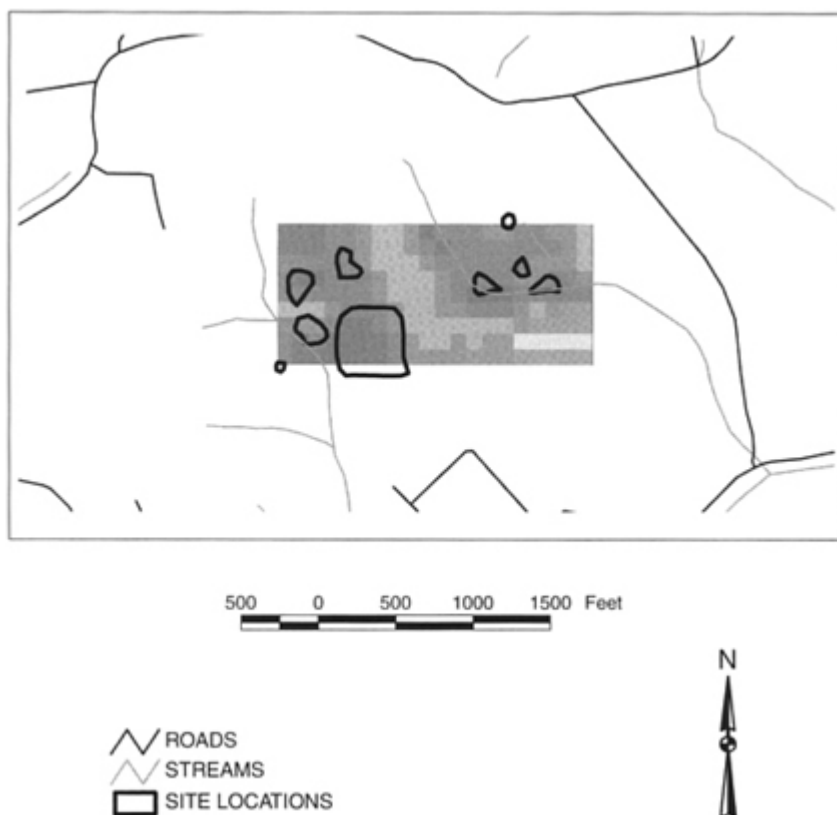 500 0 500 1000 1500 Feet
N
ROADS
STREAMS
SITE LOCATIONS